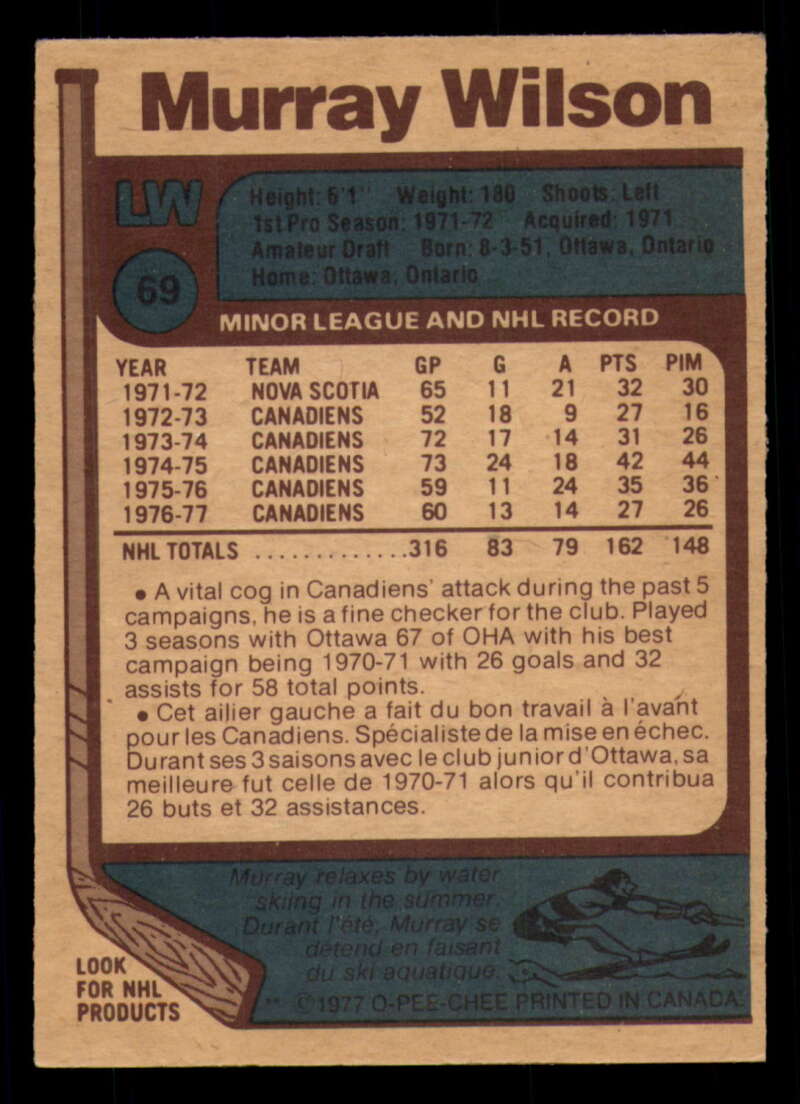 Murray Wilson
LW
69
Height: 6'1" Weight: 180 Shoots: Left
1st Pro Season: 1971-72 Acquired: 1971
Amateur Draft Born: 8-3-51, Ottawa, Ontario
Home: Ottawa, Ontario
MINOR LEAGUE AND NHL RECORD
YEAR TEAM GP G A PTS PIM
1971-72 NOVA SCOTIA 65 11 21 32 30
1972-73 CANADIENS 52 18 9 27 16
1973-74 CANADIENS 72 17 14 31 26
1974-75 CANADIENS 73 24 18 42 44
1975-76 CANADIENS 59 11 24 35 36
1976-77 CANADIENS 60 13 14 27 26
NHL TOTALS .............316 83 79 162 148
• A vital cog in Canadiens' attack during the past 5
campaigns, he is a fine checker for the club. Played
3 seasons with Ottawa 67 of OHA with his best
campaign being 1970-71 with 26 goals and 32
assists for 58 total points.
• Cet ailier gauche a fait du bon travail à l'avant
pour les Canadiens. Spécialiste de la mise en échec.
Durant ses 3 saisons avec le club junior d'Ottawa, sa
meilleure fut celle de 1970-71 alors qu'il contribua
26 buts et 32 assistances.
Murray relaxes by water
skiing in the summer.
Durant l'été, Murray se
détend en faisant
du ski aquatique.
LOOK
FOR NHL
PRODUCTS
** ©1977 O-PEE-CHEE PRINTED IN CANADA